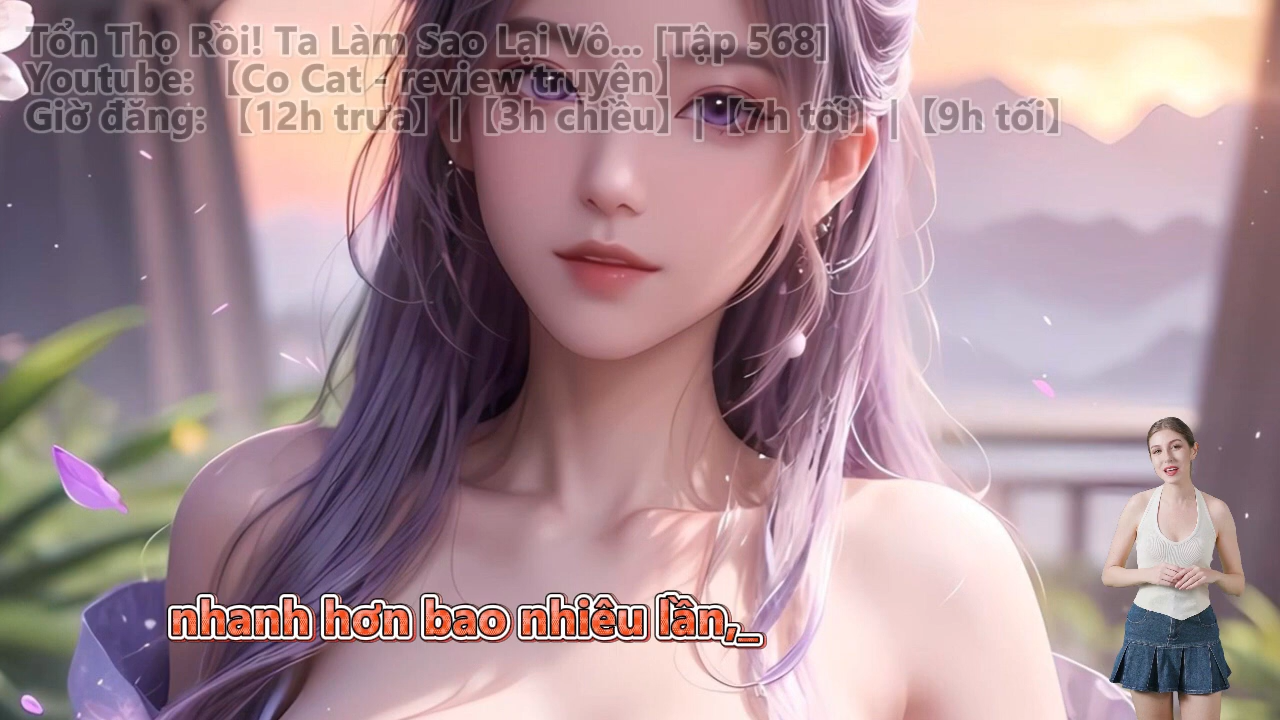 Tổn Thọ Rồi! Ta Làm Sao Lại Vô... [Tập 568]
Youtube: 【Co Cat - review truyện】
Giờ đăng: 【12h trưa】 | 【3h chiều】 | 【7h tối】 | 【9h tối】
nhanh hơn bao nhiêu lần,_